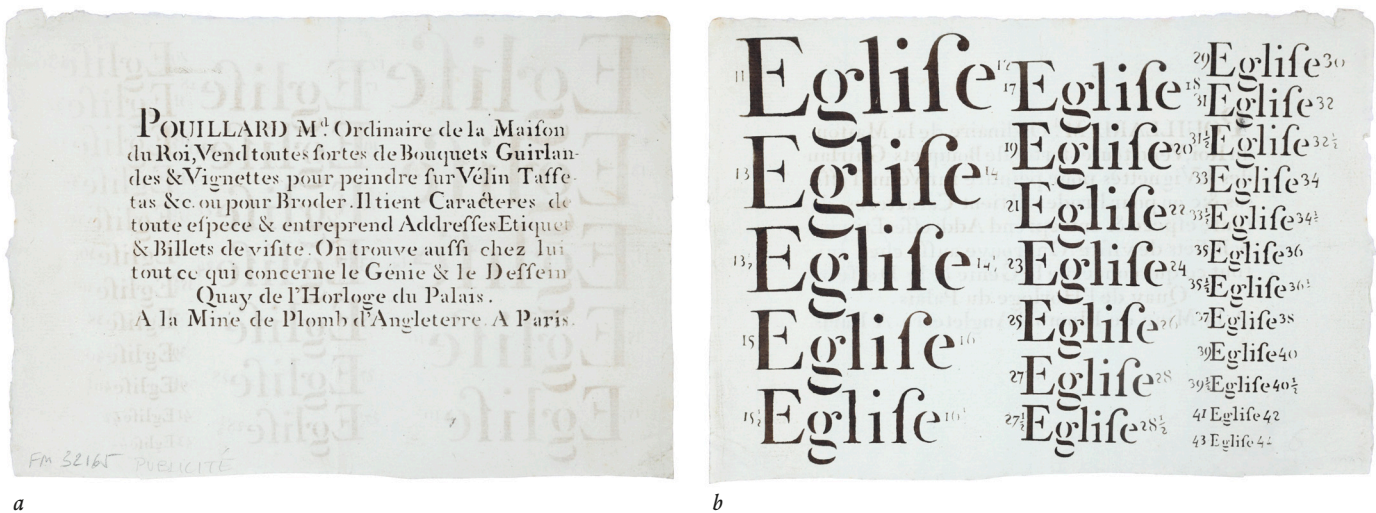 POUILLARD Mᵈ. Ordinaire de la Maiſon
du Roi, Vend toutes ſortes de Bouquets Guirlan-
des & Vignettes pour peindre ſur Vélin Taffe-
tas &c. ou pour Broder. Il tient Caractères de
toute eſpèce & entreprend Addreſſes Etiquet
& Billets de viſite. On trouve auſſi chez lui
tout ce qui concerne le Génie & le Deſſein
Quay de l'Horloge du Palais.
A la Mine de Plomb d'Angleterre. A Paris.
FM 32165 PUBLICITÉ
a
11 Egliſe 12
13 Egliſe 14
13½ Egliſe 14½
15 Egliſe 16
15½ Egliſe 16½
17 Egliſe 18
19 Egliſe 20
21 Egliſe 22
23 Egliſe 24
25 Egliſe 26
27 Egliſe 28
27½ Egliſe 28½
29 Egliſe 30
31 Egliſe 32
31½ Egliſe 32½
33 Egliſe 34
33½ Egliſe 34½
35 Egliſe 36
35½ Egliſe 36½
37 Egliſe 38
39 Egliſe 40
39½ Egliſe 40½
41 Egliſe 42
43 Egliſe 44
b